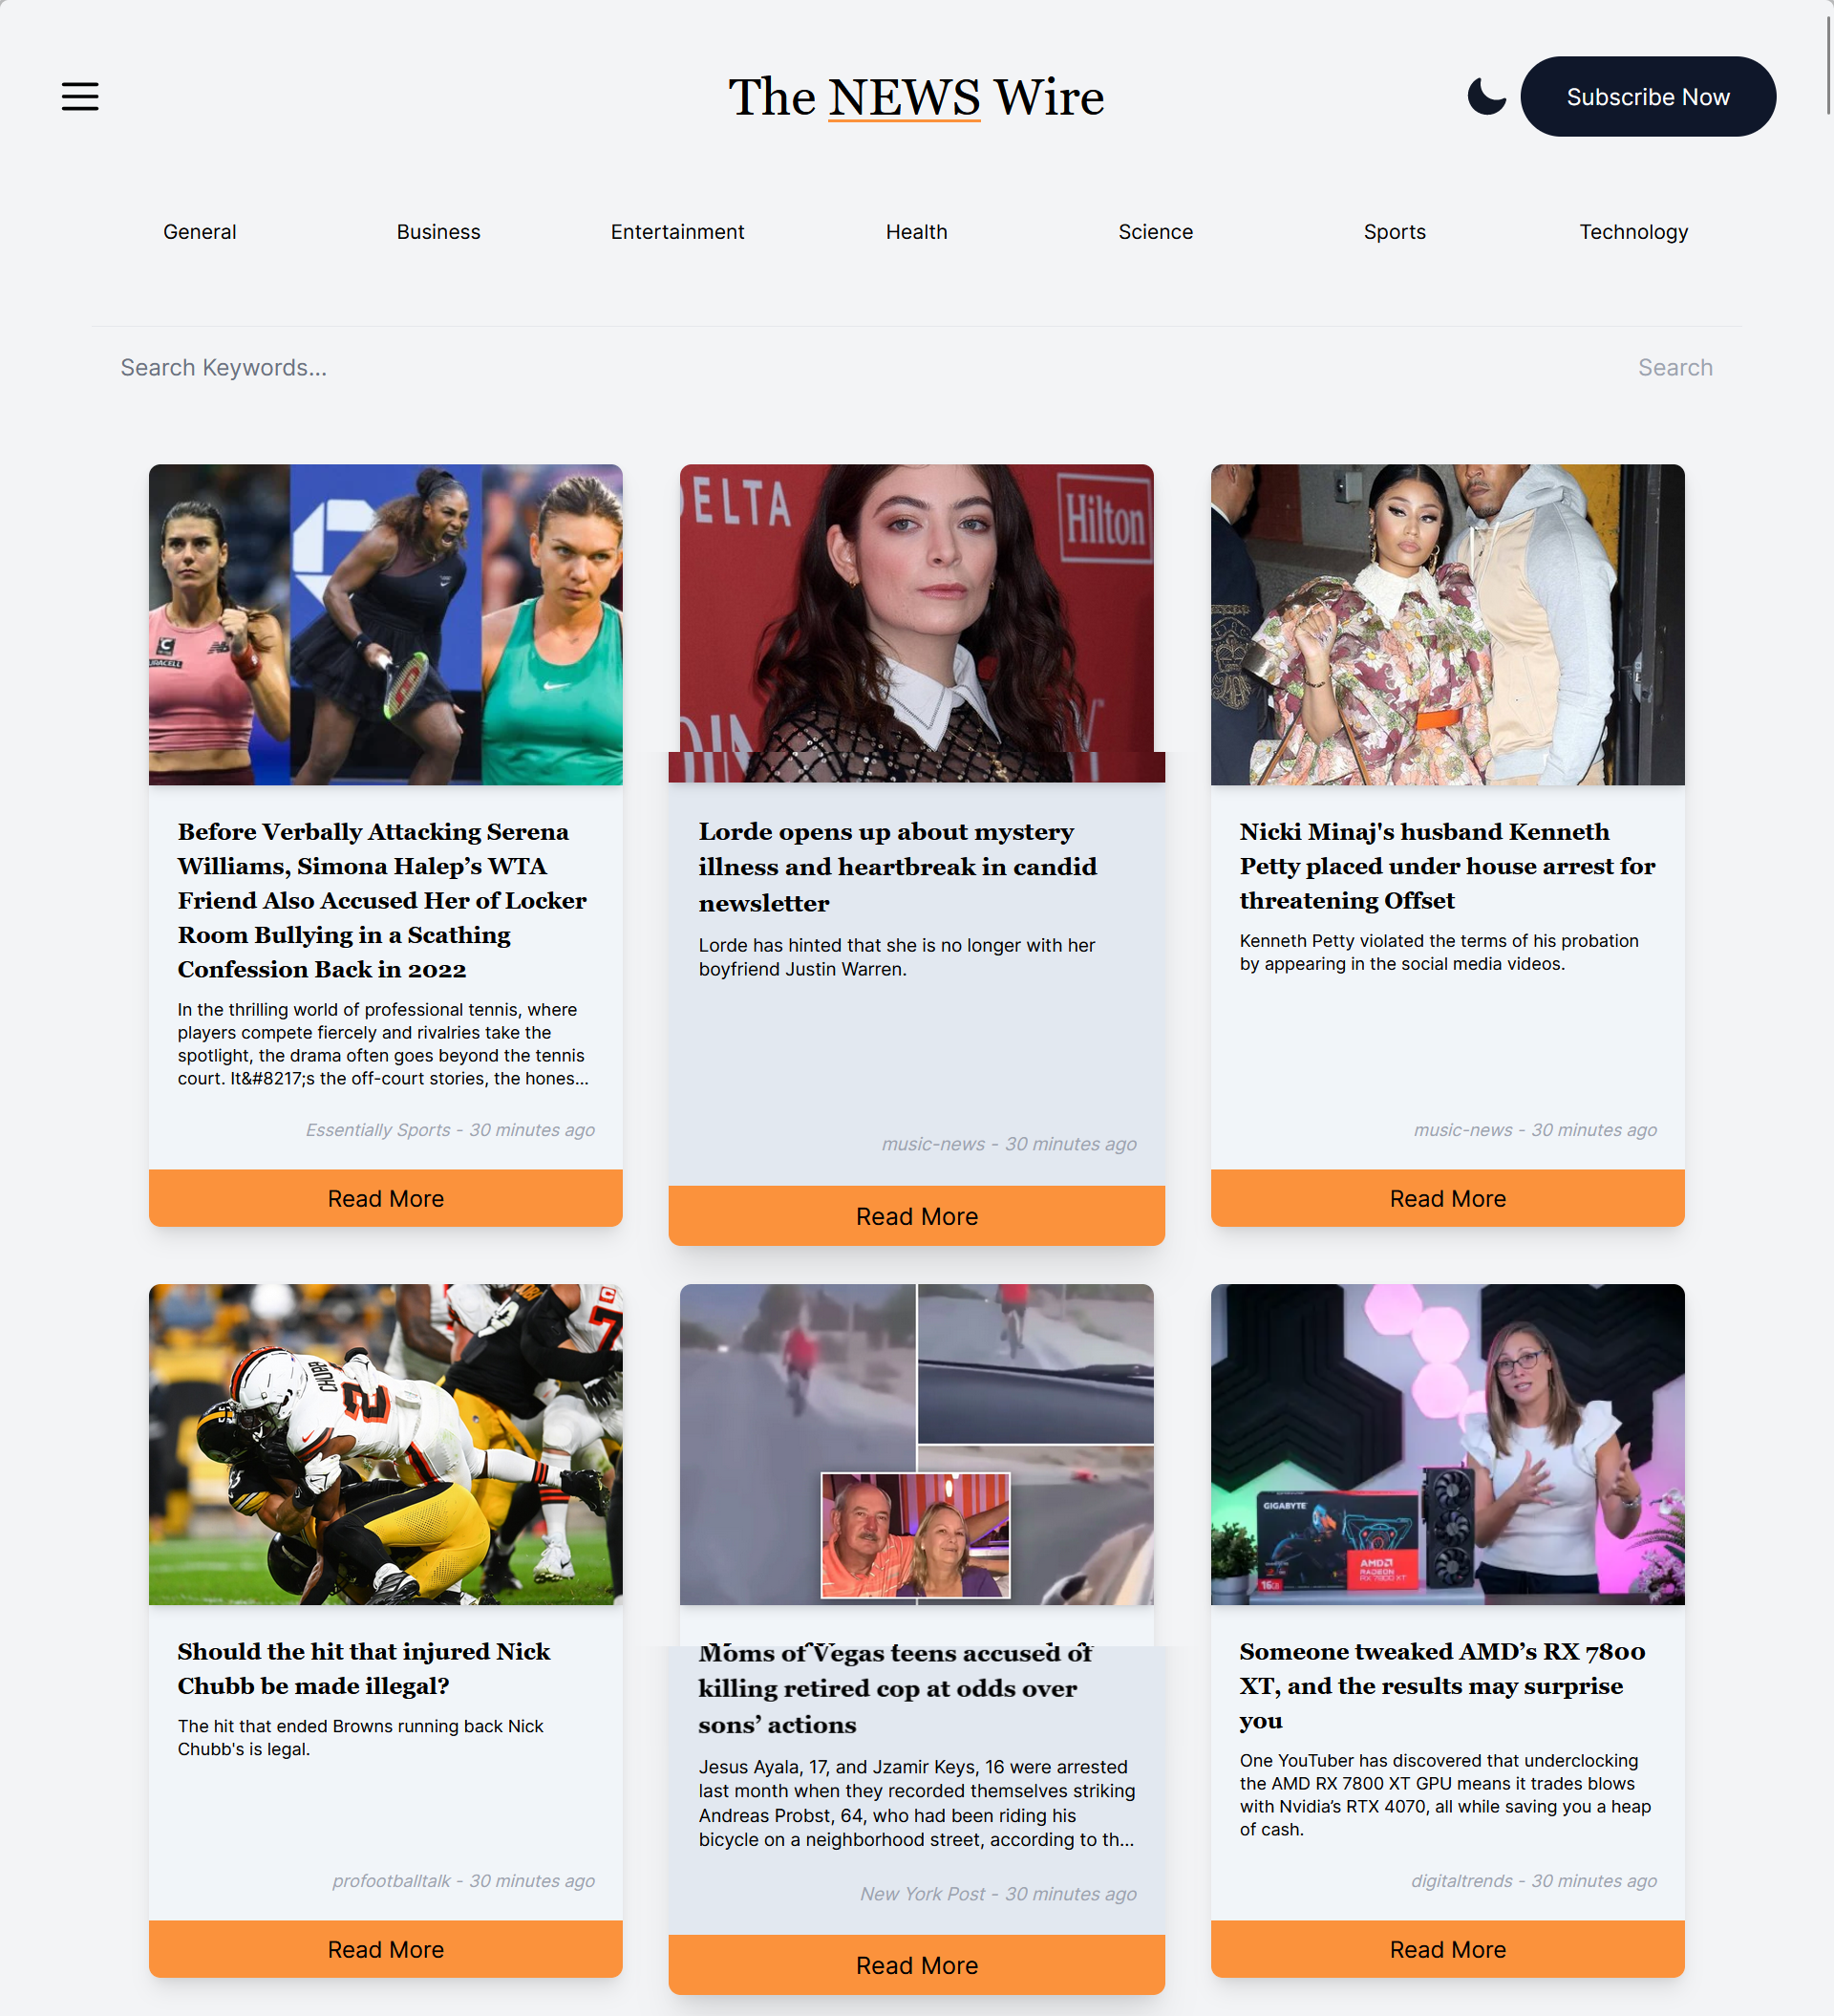 The NEWS Wire
Subscribe Now
General
Business
Entertainment
Health
Science
Sports
Technology
Search Keywords...
Search
DELTA
Hilton
Before Verbally Attacking Serena
Williams, Simona Halep’s WTA
Friend Also Accused Her of Locker
Room Bullying in a Scathing
Confession Back in 2022
In the thrilling world of professional tennis, where
players compete fiercely and rivalries take the
spotlight, the drama often goes beyond the tennis
court. It&#8217;s the off-court stories, the hones...
Essentially Sports - 30 minutes ago
Read More
Lorde opens up about mystery
illness and heartbreak in candid
newsletter
Lorde has hinted that she is no longer with her
boyfriend Justin Warren.
music-news - 30 minutes ago
Read More
Nicki Minaj's husband Kenneth
Petty placed under house arrest for
threatening Offset
Kenneth Petty violated the terms of his probation
by appearing in the social media videos.
music-news - 30 minutes ago
Read More
CHUBB
2
7
C
GIGABYTE
AMD
RADEON
RX 7800 XT
16GB
Should the hit that injured Nick
Chubb be made illegal?
The hit that ended Browns running back Nick
Chubb's is legal.
profootballtalk - 30 minutes ago
Read More
Moms of Vegas teens accused of
killing retired cop at odds over
sons’ actions
Jesus Ayala, 17, and Jzamir Keys, 16 were arrested
last month when they recorded themselves striking
Andreas Probst, 64, who had been riding his
bicycle on a neighborhood street, according to th...
New York Post - 30 minutes ago
Read More
Someone tweaked AMD’s RX 7800
XT, and the results may surprise
you
One YouTuber has discovered that underclocking
the AMD RX 7800 XT GPU means it trades blows
with Nvidia’s RTX 4070, all while saving you a heap
of cash.
digitaltrends - 30 minutes ago
Read More